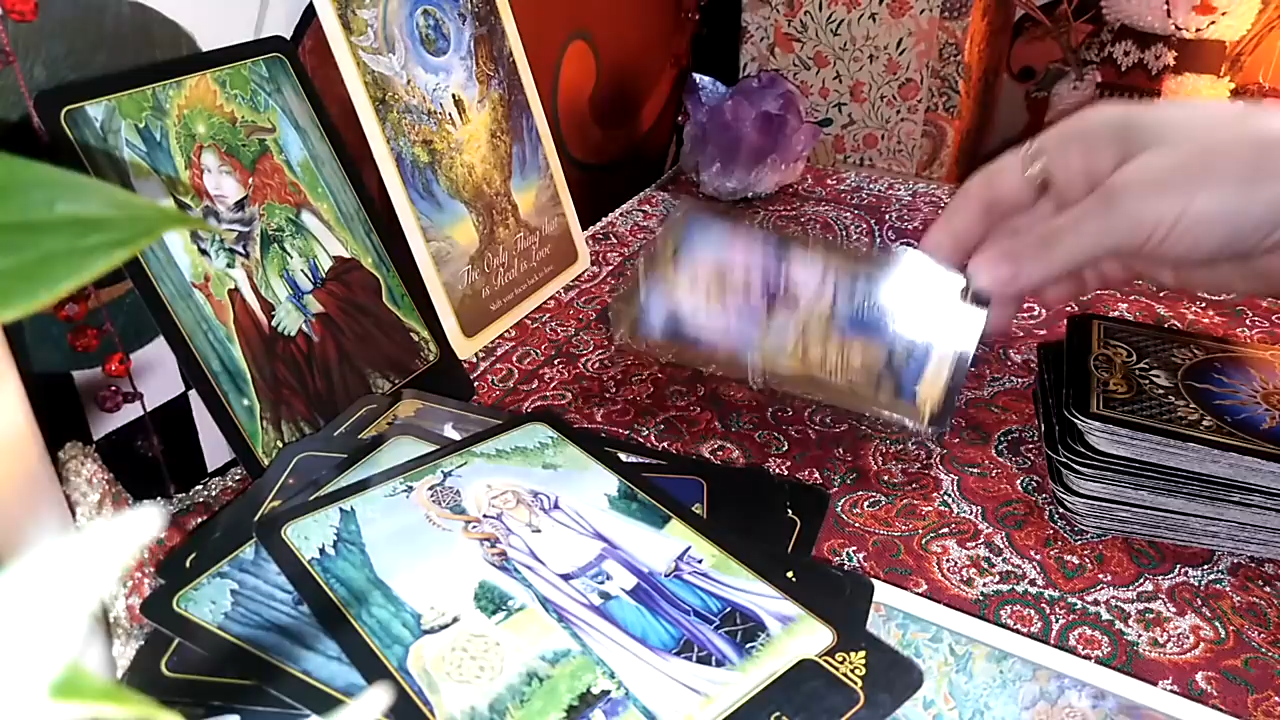 The Only Thing that
is Real is Love
Shift your focus back to love.